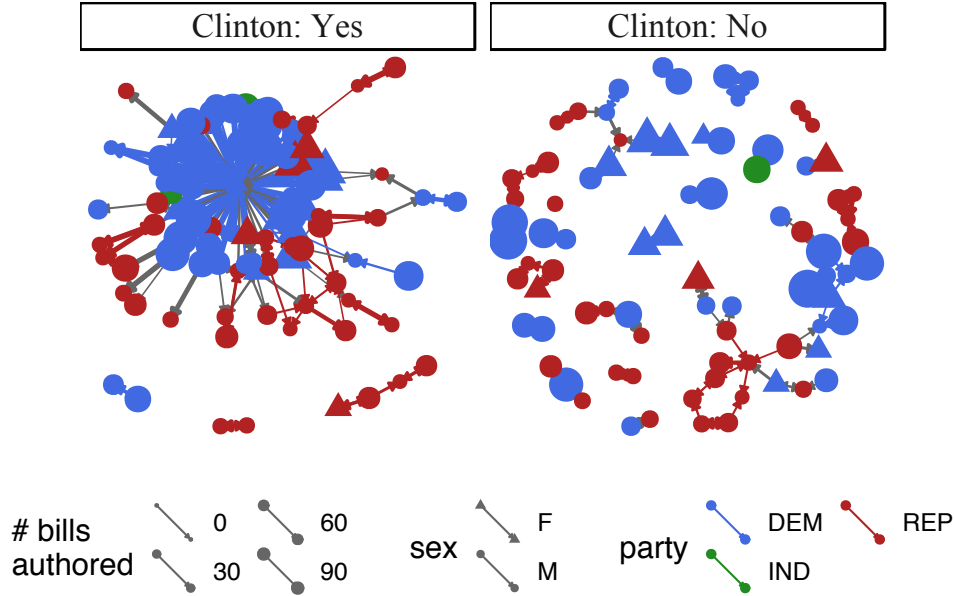 Clinton: Yes
Clinton: No
# bills authored
0
60
30
90
sex
F
M
party
DEM
REP
IND